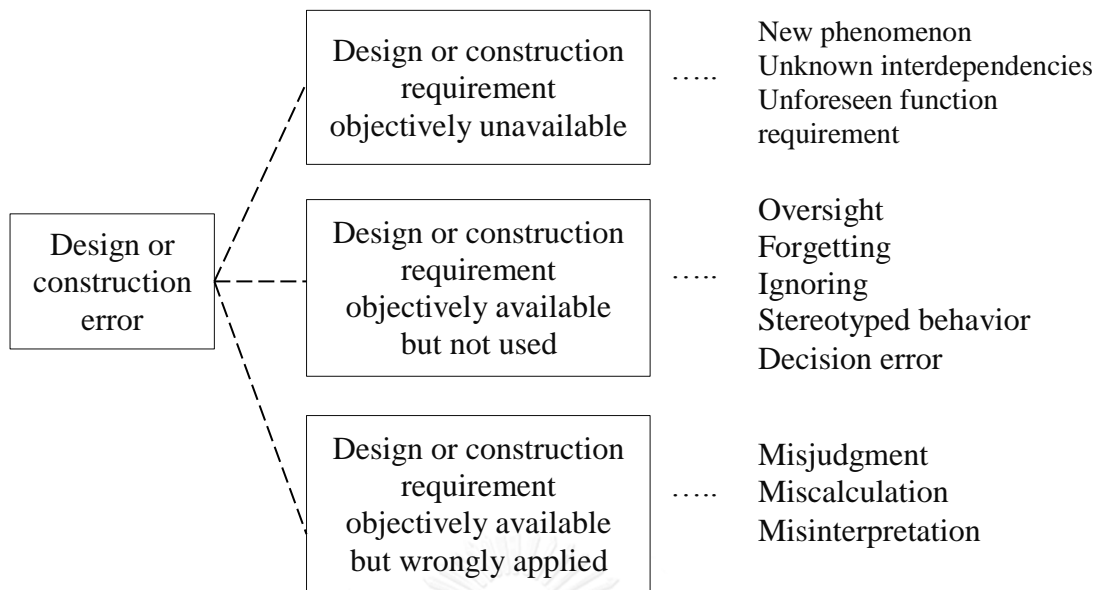 Design or
construction
error
Design or construction
requirement
objectively unavailable
…..
New phenomenon
Unknown interdependencies
Unforeseen function
requirement
Design or construction
requirement
objectively available
but not used
…..
Oversight
Forgetting
Ignoring
Stereotyped behavior
Decision error
Design or construction
requirement
objectively available
but wrongly applied
…..
Misjudgment
Miscalculation
Misinterpretation